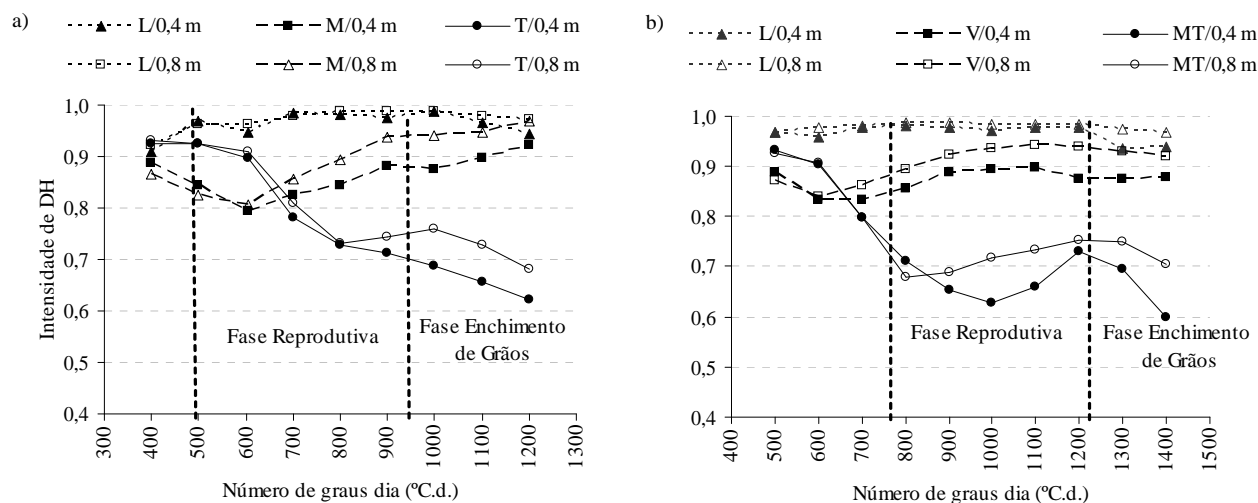 a)
L/0,4 m M/0,4 m T/0,4 m
L/0,8 m M/0,8 m T/0,8 m
Intensidade de DH
1,0
0,9
0,8
0,7
0,6
0,5
0,4
Fase Reprodutiva
Fase Enchimento
de Grãos
300 400 500 600 700 800 900 1000 1100 1200 1300
Número de graus dia (ºC.d.)
b)
L/0,4 m V/0,4 m MT/0,4 m
L/0,8 m V/0,8 m MT/0,8 m
1,0
0,9
0,8
0,7
0,6
0,5
0,4
Fase Reprodutiva
Fase Enchimento
de Grãos
400 500 600 700 800 900 1000 1100 1200 1300 1400 1500
Número de graus dia (ºC.d.)